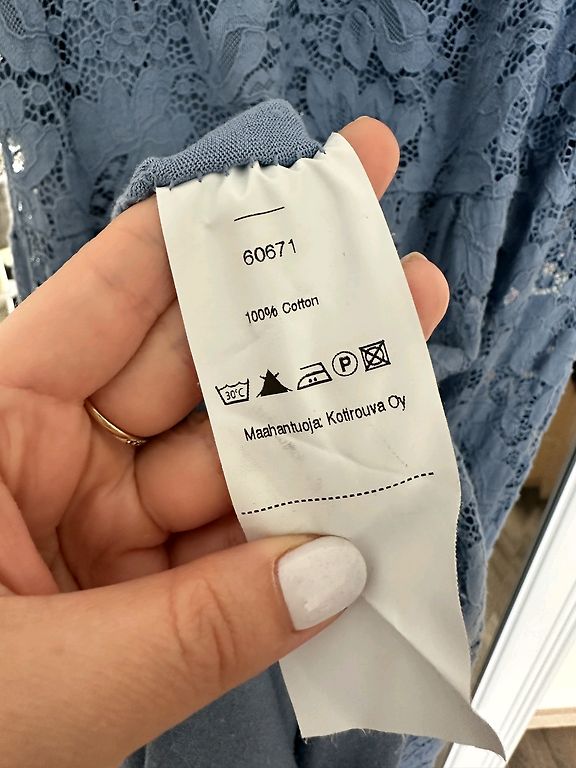 60671
100% Cotton
30°C P
Maahantuoja: Kotirouva Oy